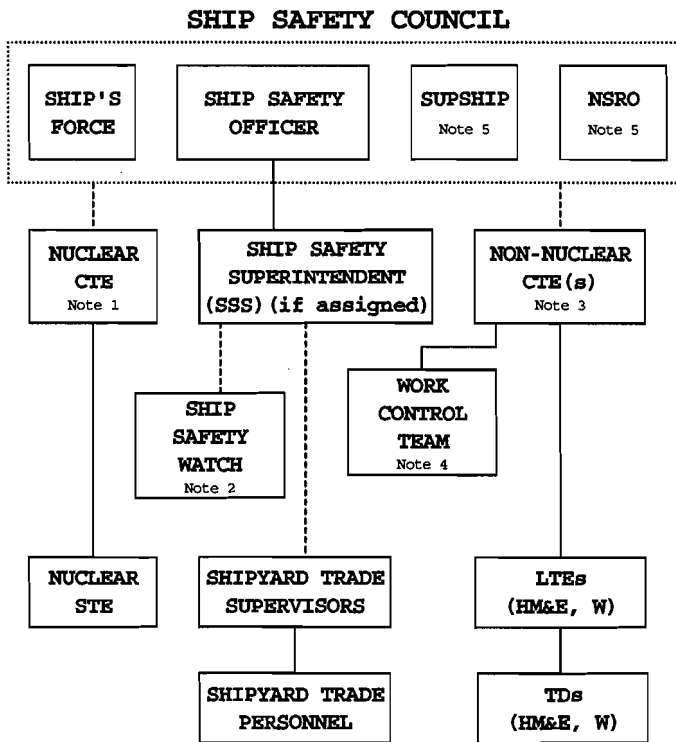 SHIP SAFETY COUNCIL
SHIP'S
FORCE
SHIP SAFETY
OFFICER
SUPSHIP
Note 5
NSRO
Note 5
NUCLEAR
CTE
Note 1
SHIP SAFETY
SUPERINTENDENT
(SSS) (if assigned)
NON-NUCLEAR
CTE(s)
Note 3
SHIP
SAFETY
WATCH
Note 2
WORK
CONTROL
TEAM
Note 4
NUCLEAR
STE
SHIPYARD TRADE
SUPERVISORS
LTEs
(HM&E, W)
SHIPYARD TRADE
PERSONNEL
TDs
(HM&E, W)